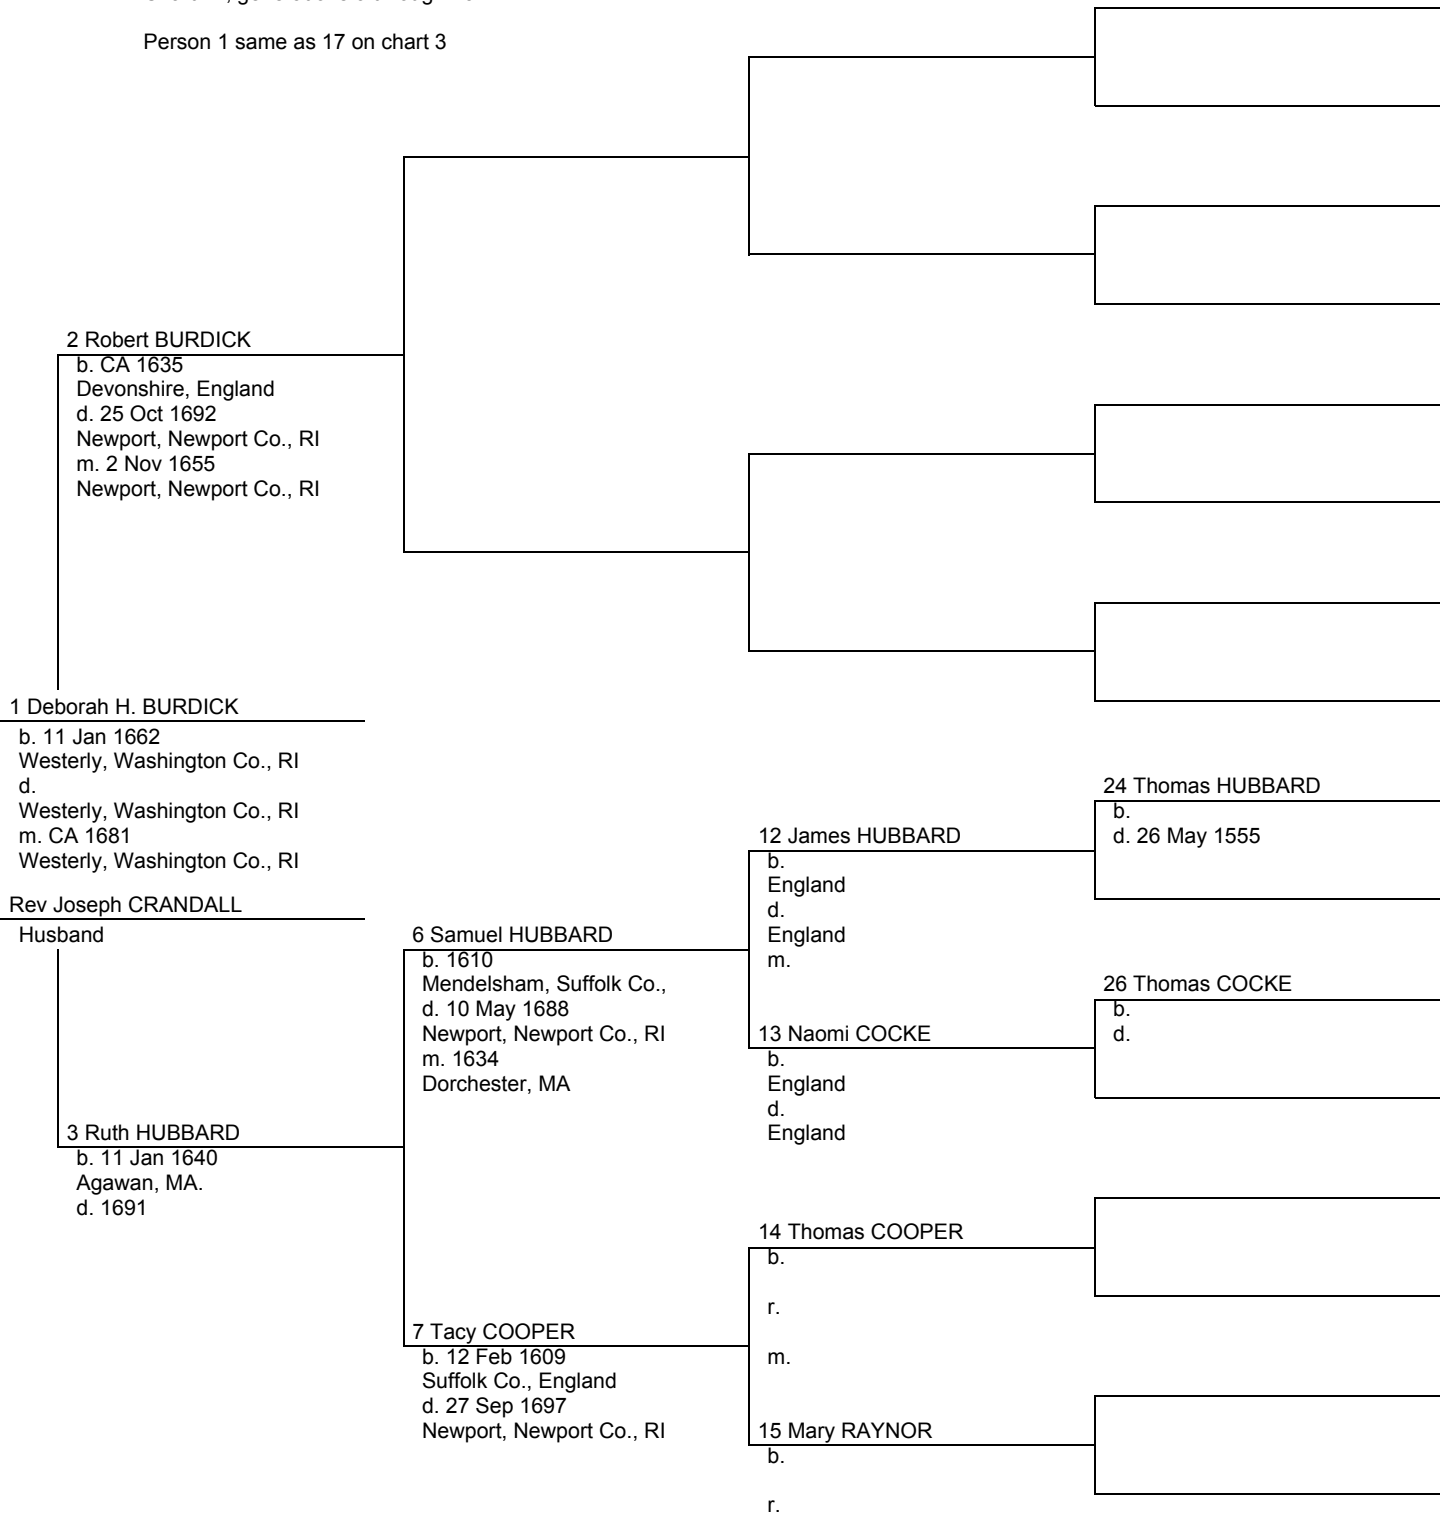 Person 1 same as 17 on chart 3
2 Robert BURDICK
b. CA 1635
Devonshire, England
d. 25 Oct 1692
Newport, Newport Co., RI
m. 2 Nov 1655
Newport, Newport Co., RI
1 Deborah H. BURDICK
b. 11 Jan 1662
Westerly, Washington Co., RI
d.
Westerly, Washington Co., RI
m. CA 1681
Westerly, Washington Co., RI
Rev Joseph CRANDALL
Husband
3 Ruth HUBBARD
b. 11 Jan 1640
Agawan, MA.
d. 1691
6 Samuel HUBBARD
b. 1610
Mendelsham, Suffolk Co.,
d. 10 May 1688
Newport, Newport Co., RI
m. 1634
Dorchester, MA
7 Tacy COOPER
b. 12 Feb 1609
Suffolk Co., England
d. 27 Sep 1697
Newport, Newport Co., RI
12 James HUBBARD
b.
England
d.
England
m.
13 Naomi COCKE
b.
England
d.
England
14 Thomas COOPER
b.
r.
m.
15 Mary RAYNOR
b.
r.
24 Thomas HUBBARD
b.
d. 26 May 1555
26 Thomas COCKE
b.
d.